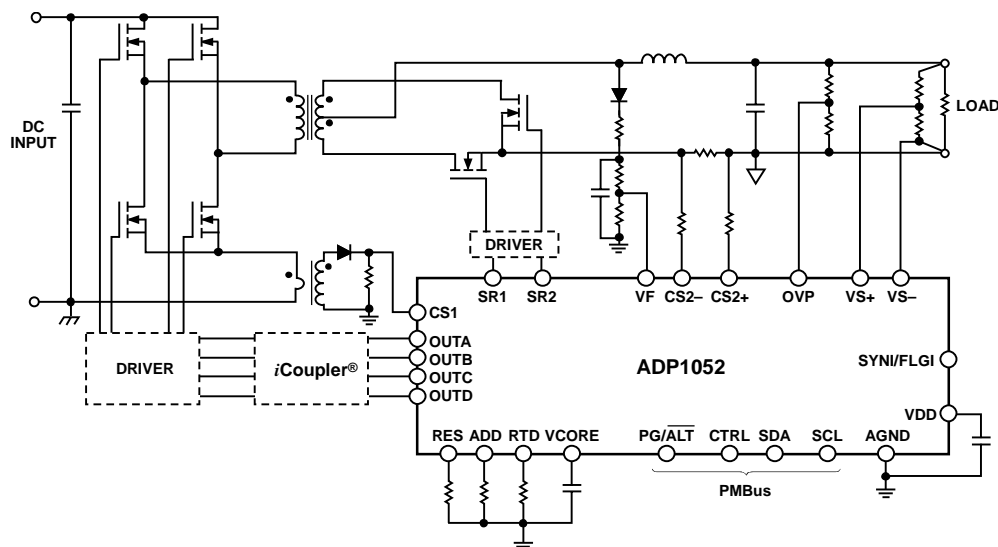 DC
INPUT
LOAD
DRIVER
SR1 SR2 VF CS2– CS2+ OVP VS+ VS–
CS1
OUTA
OUTB
OUTC
OUTD
DRIVER
iCoupler®
ADP1052
SYNI/FLGI
VDD
RES ADD RTD VCORE PG/ALT CTRL SDA SCL AGND
PMBus